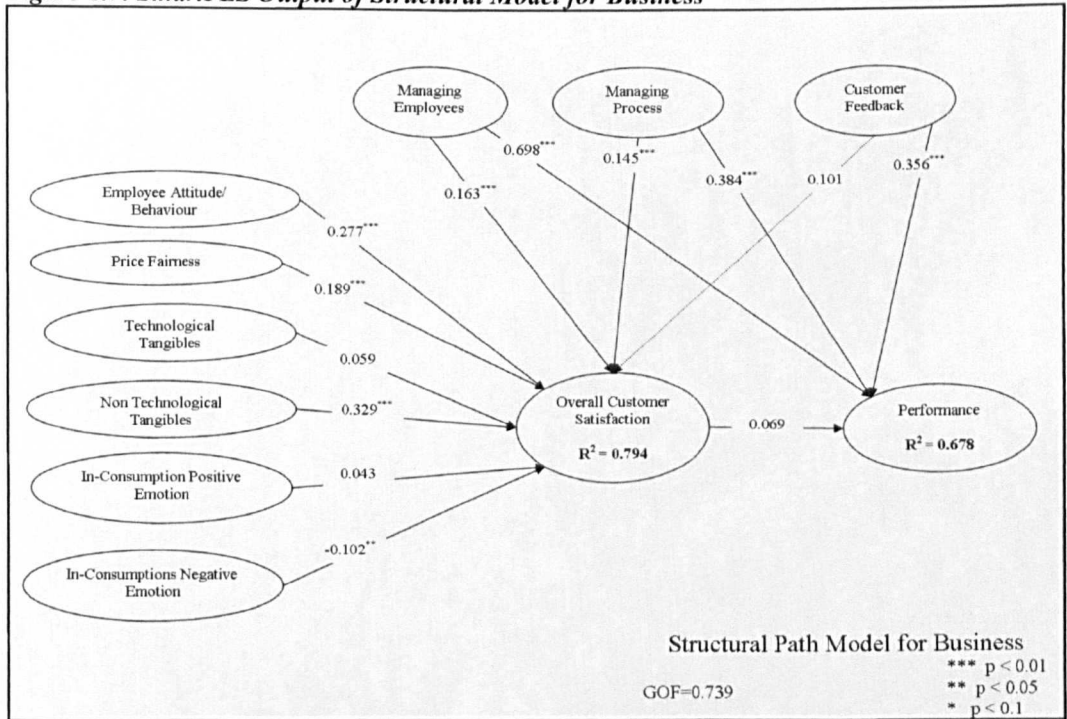 Output of Structural Model for Business
Managing
Employees
Managing
Process
Customer
Feedback
0.698***
0.145***
0.356***
0.163***
0.384***
0.101
Employee Attitude/
Behaviour
0.277***
Price Fairness
0.189***
Technological
Tangibles
0.059
Non Technological
Tangibles
0.329***
Overall Customer
Satisfaction
R² = 0.794
0.069
Performance
R² = 0.678
In-Consumption Positive
Emotion
0.043
-0.102**
In-Consumptions Negative
Emotion
Structural Path Model for Business
*** p < 0.01
** p < 0.05
* p < 0.1
GOF=0.739